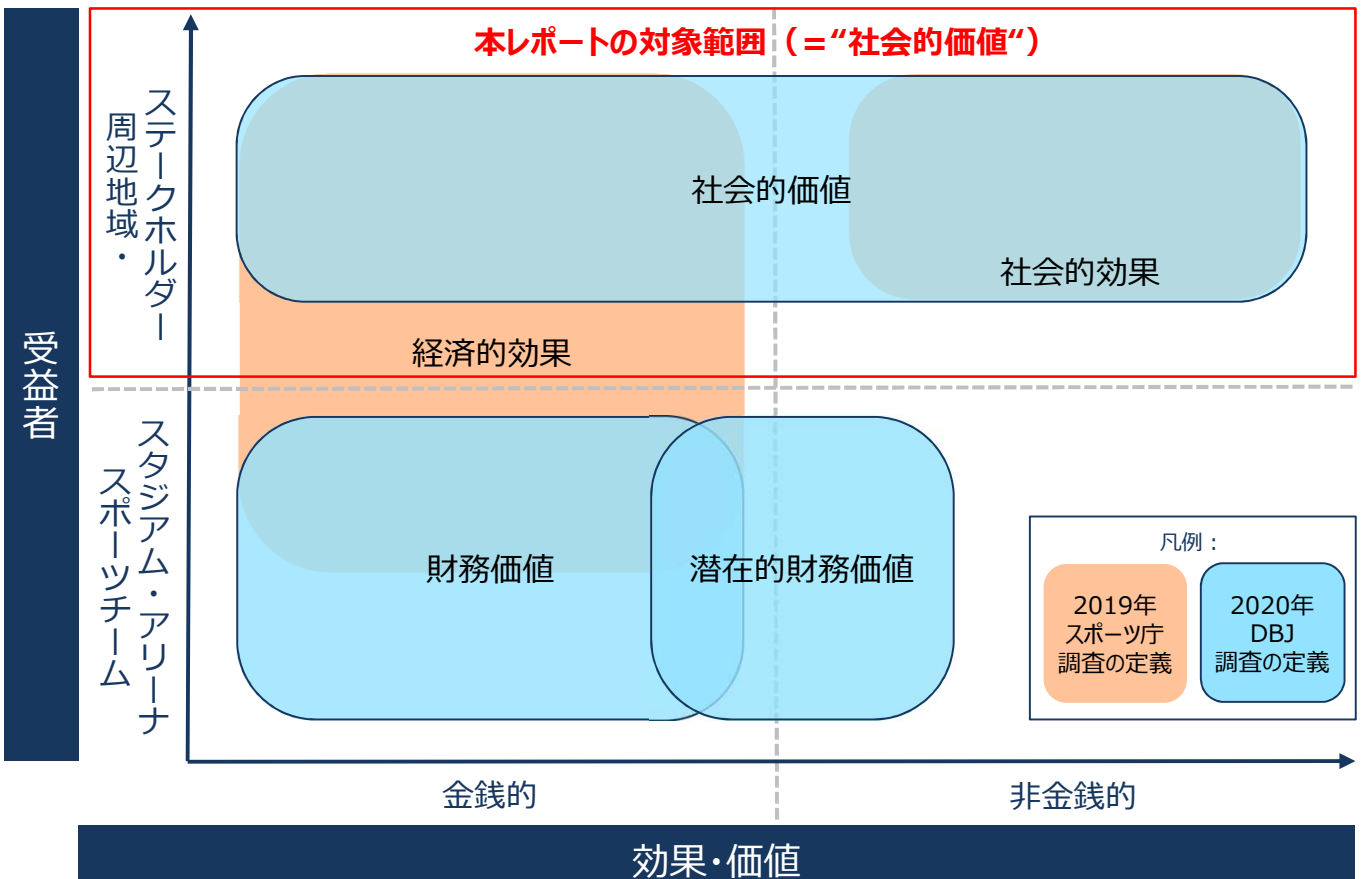 本レポートの対象範囲（=“社会的価値“）
受益者
周辺地域・
ステークホルダー
社会的価値
社会的効果
経済的効果
スタジアム・アリーナ
スポーツチーム
財務価値
潜在的財務価値
凡例：
2019年
スポーツ庁
調査の定義
2020年
DBJ
調査の定義
金銭的
非金銭的
効果・価値